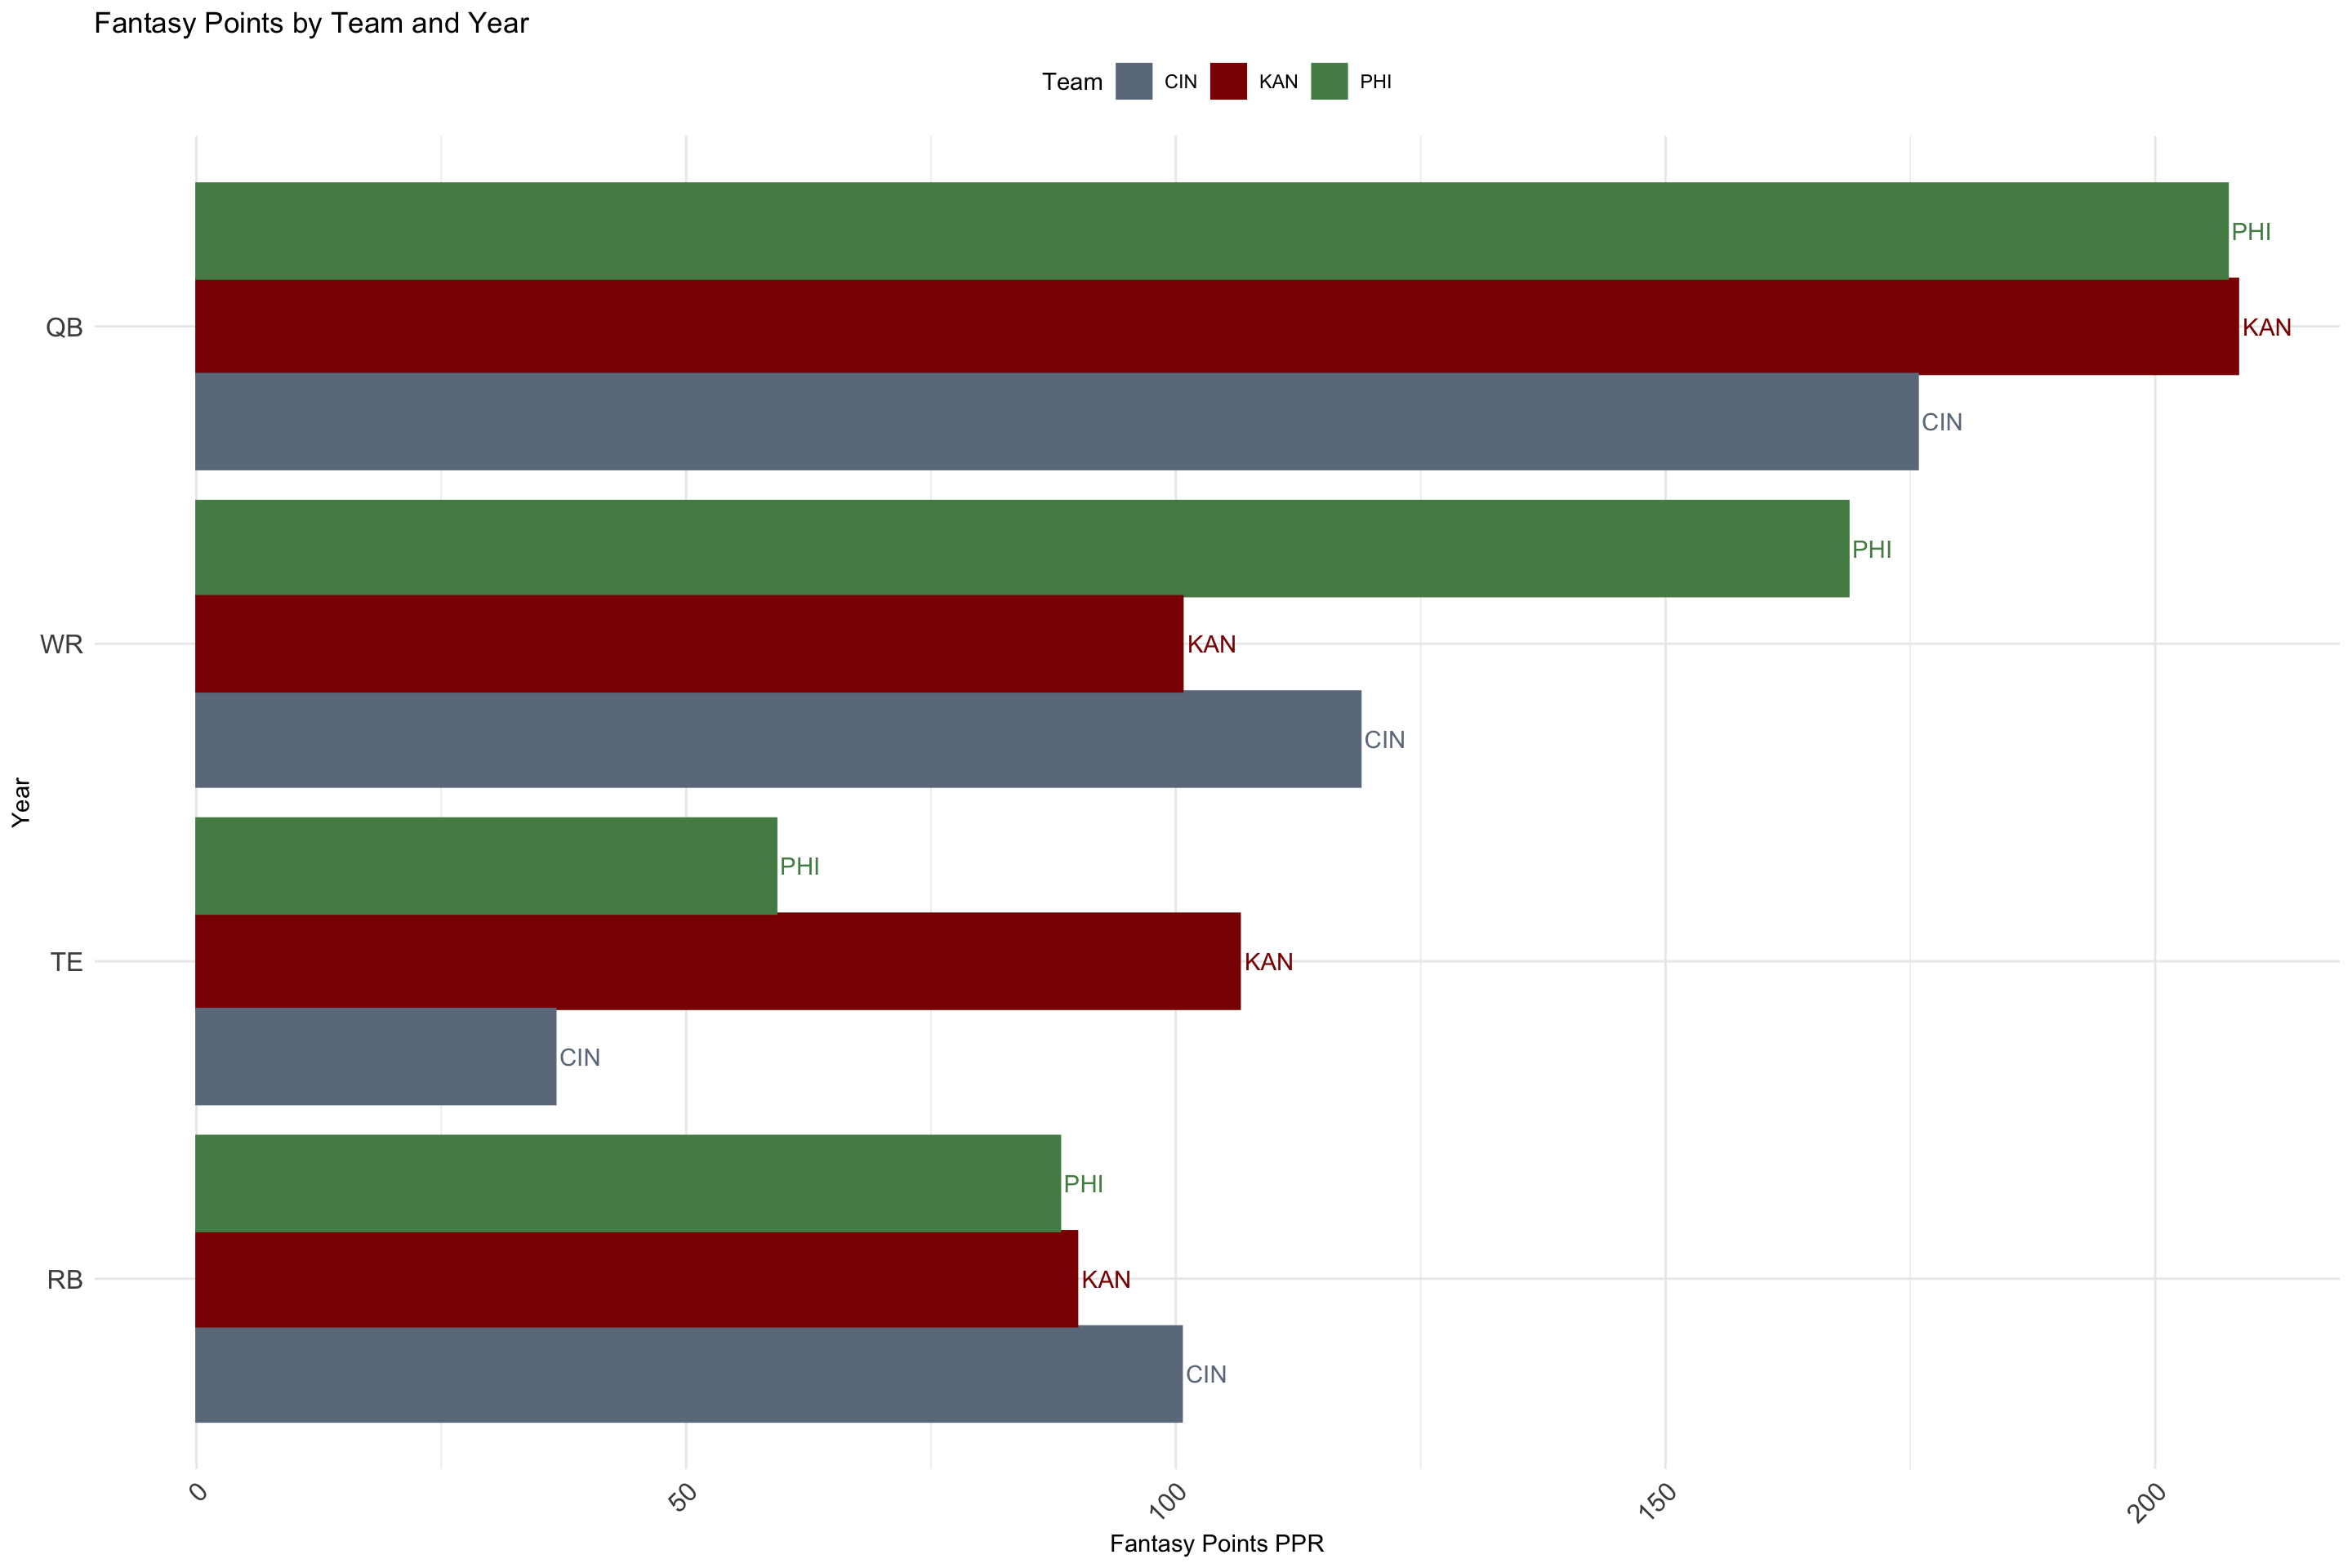 Fantasy Points by Team and Year
Team CIN KAN PHI
PHI
QB KAN
CIN
PHI
WR KAN
CIN
Year
PHI
TE KAN
CIN
PHI
RB KAN
CIN
0 50 100 150 200
Fantasy Points PPR